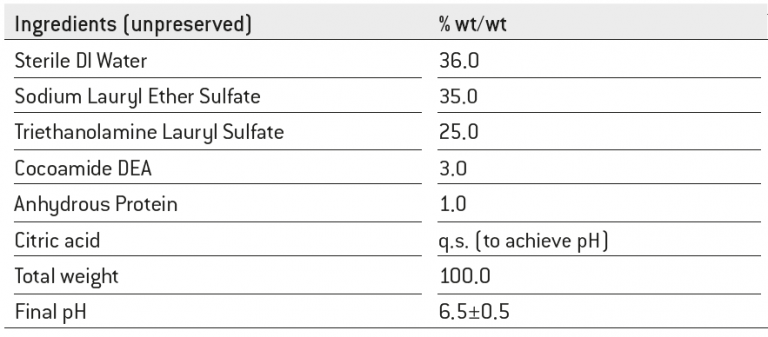 Ingredients (unpreserved) % wt/wt
Sterile DI Water 36.0
Sodium Lauryl Ether Sulfate 35.0
Triethanolamine Lauryl Sulfate 25.0
Cocoamide DEA 3.0
Anhydrous Protein 1.0
Citric acid q.s. (to achieve pH)
Total weight 100.0
Final pH 6.5±0.5